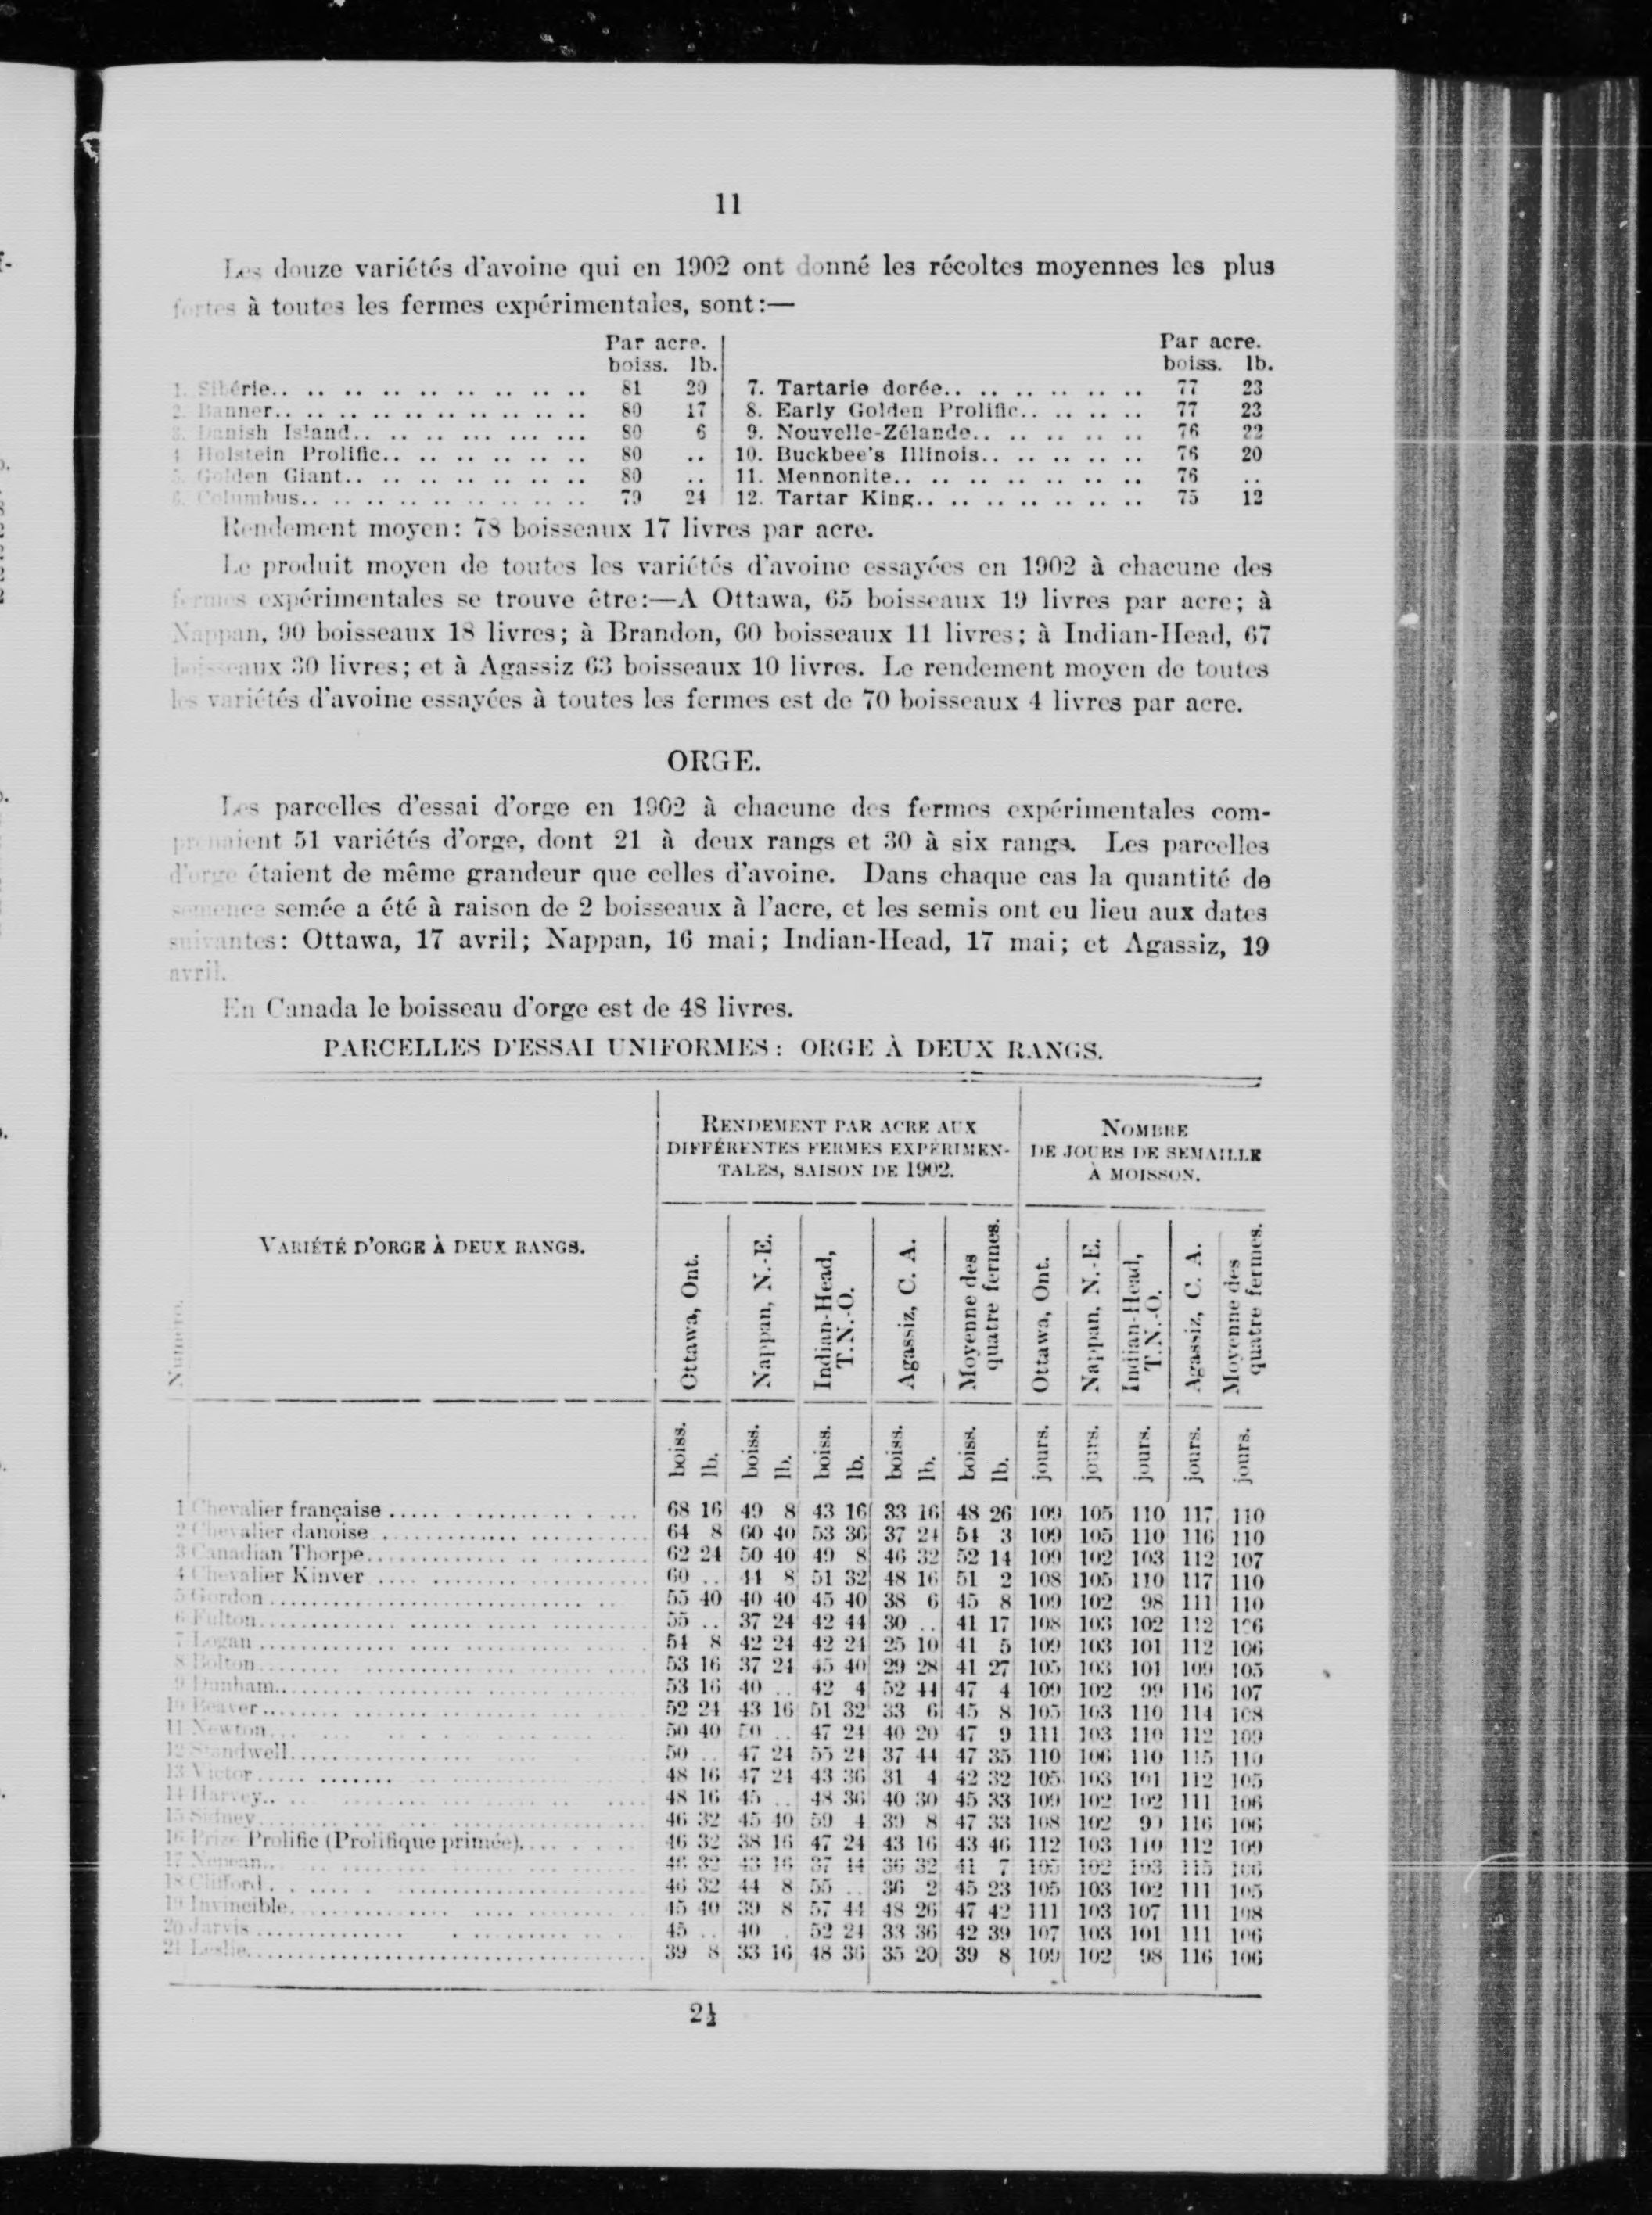 11
Les douze variétés d'avoine qui en 1902 ont donné les récoltes moyennes les plus
fortes à toutes les fermes expérimentales, sont:—
Par acre. Par acre.
boiss. lb. boiss. lb.
1. Sibérie.. .. .. .. .. .. .. .. .. .. 81 20 7. Tartarie dorée.. .. .. .. .. .. .. 77 23
2. Banner.. .. .. .. .. .. .. .. .. .. 80 17 8. Early Golden Prolific.. .. .. .. 77 23
3. Danish Island.. .. .. ... ... ... 80 6 9. Nouvelle-Zélande.. .. .. .. .. .. 76 22
4 Holstein Prolific.. .. .. .. .. .. .. 80 .. 10. Buckbee's Illinois.. .. .. .. .. .. 76 20
5. Golden Giant.. .. .. .. .. .. .. .. 80 .. 11. Mennonite.. .. .. .. .. .. .. .. 76 ..
6. Columbus.. .. .. .. .. .. .. .. .. 79 24 12. Tartar King.. .. .. .. .. .. .. .. 75 12
Rendement moyen: 78 boisseaux 17 livres par acre.
Le produit moyen de toutes les variétés d'avoine essayées en 1902 à chacune des
fermes expérimentales se trouve être:—A Ottawa, 65 boisseaux 19 livres par acre; à
Nappan, 90 boisseaux 18 livres; à Brandon, 60 boisseaux 11 livres; à Indian-Head, 67
boisseaux 30 livres; et à Agassiz 63 boisseaux 10 livres. Le rendement moyen de toutes
les variétés d'avoine essayées à toutes les fermes est de 70 boisseaux 4 livres par acre.
ORGE.
Les parcelles d'essai d'orge en 1902 à chacune des fermes expérimentales com-
prenaient 51 variétés d'orge, dont 21 à deux rangs et 30 à six rangs. Les parcelles
d'orge étaient de même grandeur que celles d'avoine. Dans chaque cas la quantité de
semence semée a été à raison de 2 boisseaux à l'acre, et les semis ont eu lieu aux dates
suivantes: Ottawa, 17 avril; Nappan, 16 mai; Indian-Head, 17 mai; et Agassiz, 19
avril.
En Canada le boisseau d'orge est de 48 livres.
PARCELLES D'ESSAI UNIFORMES: ORGE À DEUX RANGS.
RENDEMENT PAR ACRE AUX DIFFÉRENTES FERMES EXPÉRIMEN-
TALES, SAISON DE 1902.
NOMBRE
DE JOURS DE SEMAILLE
À MOISSON.
Numéro.
VARIÉTÉ D'ORGE À DEUX RANGS.
Ottawa, Ont. Nappan, N.-E. Indian-Head, T.N.-O. Agassiz, C. A. Moyenne des quatre fermes. Ottawa, Ont. Nappan, N.-E. Indian-Head, T.N.-O. Agassiz, C. A. Moyenne des quatre fermes.
boiss. lb. boiss. lb. boiss. lb. boiss. lb. boiss. lb. jours. jours. jours. jours. jours.
1 Chevalier française 68 16 49 8 43 16 33 16 48 26 109 105 110 117 110
2 Chevalier danoise 64 8 60 40 53 36 37 24 54 3 109 105 110 116 110
3 Canadian Thorpe 62 24 50 40 49 8 46 32 52 14 109 102 103 112 107
4 Chevalier Kinver 60 .. 44 8 51 32 48 16 51 2 108 105 110 117 110
5 Gordon 55 40 40 40 45 40 38 6 45 8 109 102 98 111 110
6 Fulton 55 .. 37 24 42 44 30 .. 41 17 108 103 102 112 106
7 Logan 54 8 42 24 42 24 25 10 41 5 109 103 101 112 106
8 Bolton 53 16 37 24 45 40 29 28 41 27 105 103 101 109 105
9 Dunham 53 16 40 .. 42 4 52 44 47 4 109 102 99 116 107
10 Beaver 52 24 43 16 51 32 33 6 45 8 105 103 110 114 108
11 Newton 50 40 50 .. 47 24 40 20 47 9 111 103 110 112 109
12 Standwell 50 .. 47 24 55 24 37 44 47 35 110 106 110 115 110
13 Victor 48 16 47 24 43 36 31 4 42 32 105 103 101 112 105
14 Harvey 48 16 45 .. 48 36 40 30 45 33 109 102 102 111 106
15 Sidney 46 32 45 40 59 4 39 8 47 33 108 102 99 116 106
16 Prize Prolific (Prolifique primée) 46 32 38 16 47 24 43 16 43 46 112 103 110 112 109
17 Nepean 46 32 43 16 37 44 36 32 41 7 105 102 103 115 106
18 Clifford 46 32 44 8 55 .. 36 2 45 23 105 103 102 111 105
19 Invincible 45 40 39 8 57 44 48 26 47 42 111 103 107 111 108
20 Jarvis 45 .. 40 . 52 24 33 36 42 39 107 103 101 111 106
21 Leslie 39 8 33 16 48 36 35 20 39 8 109 102 98 116 106
2½